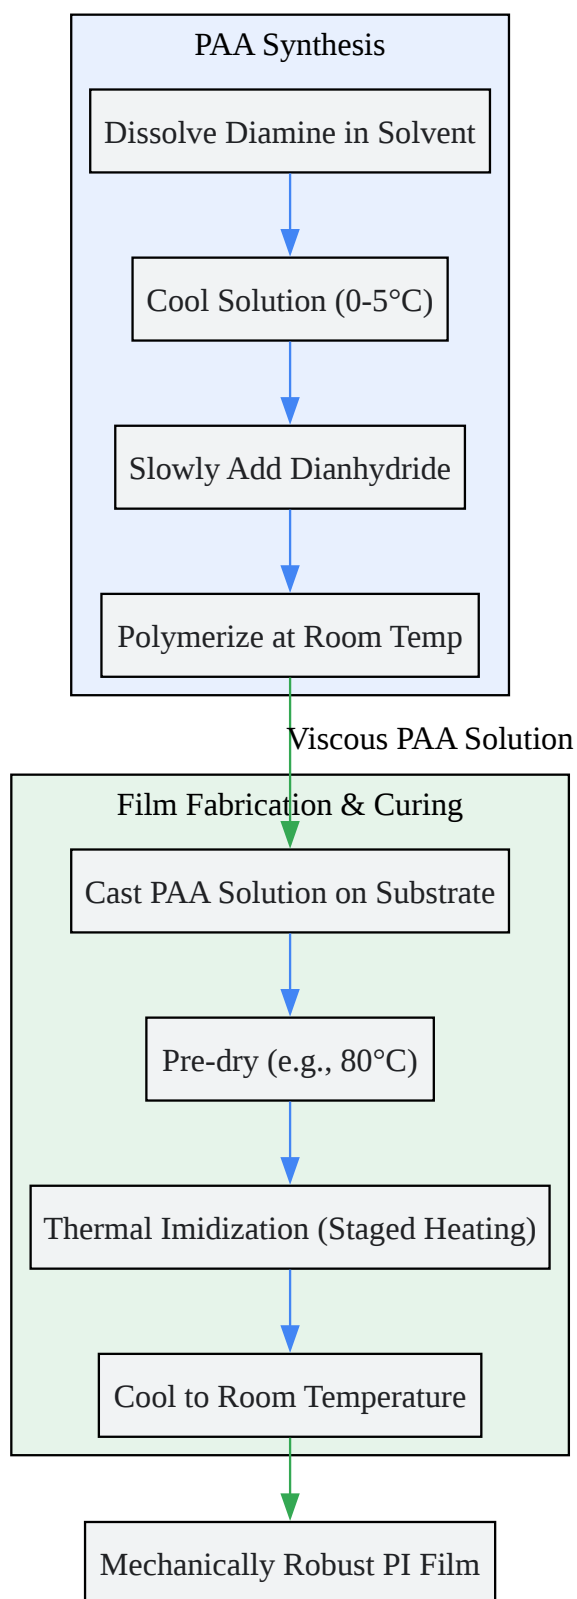 PAA Synthesis
Dissolve Diamine in Solvent
Cool Solution (0-5°C)
Slowly Add Dianhydride
Polymerize at Room Temp
Viscous PAA Solution
Film Fabrication & Curing
Cast PAA Solution on Substrate
Pre-dry (e.g., 80°C)
Thermal Imidization (Staged Heating)
Cool to Room Temperature
Mechanically Robust PI Film